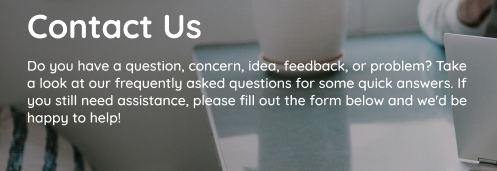 Contact Us
Do you have a question, concern, idea, feedback, or problem? Take
a look at our frequently asked questions for some quick answers. If
you still need assistance, please fill out the form below and we'd be
happy to help!